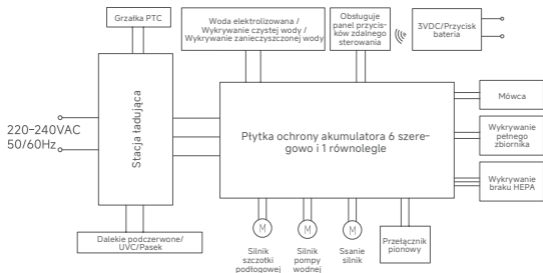 Grzałka PTC
Woda elektrolizowana /
Wykrywanie czystej wody /
Wykrywanie zanieczyszczonej wody
Obsługuje
panel przycis-
ków zdalnego
sterowania
3VDC/Przycisk
bateria
220-240VAC
50/60Hz
Stacja ładująca
Płytka ochrony akumulatora 6 szere-
gowo i 1 równolegle
Mówca
Wykrywanie
pełnego
zbiornika
Wykrywanie
braku HEPA
Dalekie podczerwone/
UVC/Pasek
M
Silnik
szczotki
podłogowej
M
Silnik
pompy
wodnej
M
Ssanie
silnik
Przełącznik
pionowy